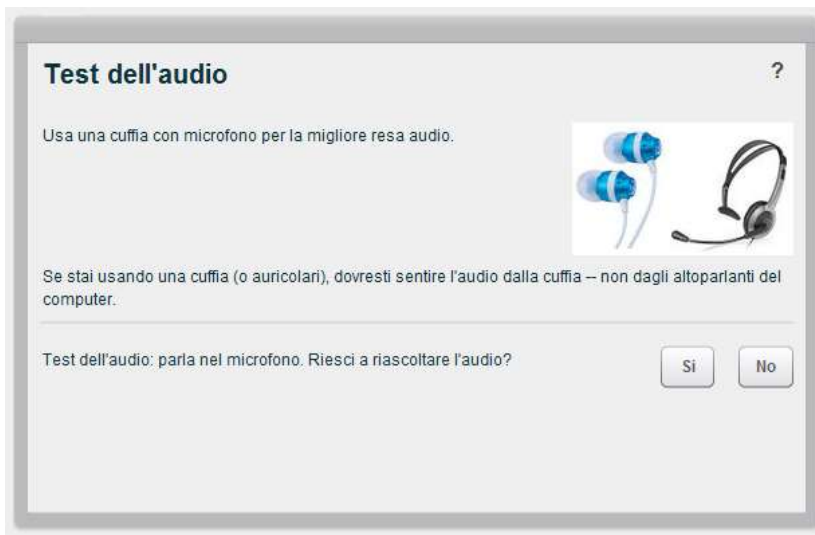 Test dell'audio
?
Usa una cuffia con microfono per la migliore resa audio.
Se stai usando una cuffia (o auricolari), dovresti sentire l'audio dalla cuffia -- non dagli altoparlanti del
computer.
Test dell'audio: parla nel microfono. Riesci a riascoltare l'audio?
Si
No